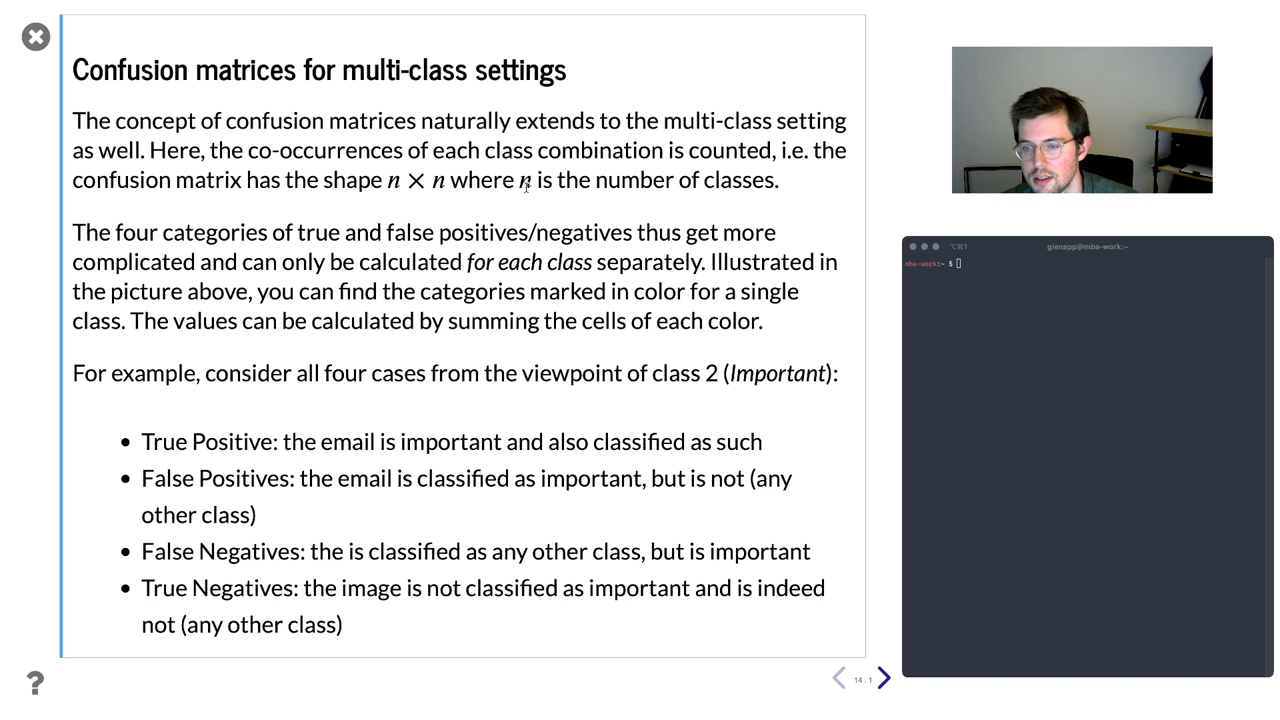 Confusion matrices for multi-class settings
The concept of confusion matrices naturally extends to the multi-class setting
as well. Here, the co-occurrences of each class combination is counted, i.e. the
confusion matrix has the shape n × n where n is the number of classes.
The four categories of true and false positives/negatives thus get more
complicated and can only be calculated for each class separately. Illustrated in
the picture above, you can find the categories marked in color for a single
class. The values can be calculated by summing the cells of each color.
For example, consider all four cases from the viewpoint of class 2 (Important):
• True Positive: the email is important and also classified as such
• False Positives: the email is classified as important, but is not (any
other class)
• False Negatives: the is classified as any other class, but is important
• True Negatives: the image is not classified as important and is indeed
not (any other class)
?
14.1
⌥⌘1
gienapp@mba-work:~
mba-work:~ $